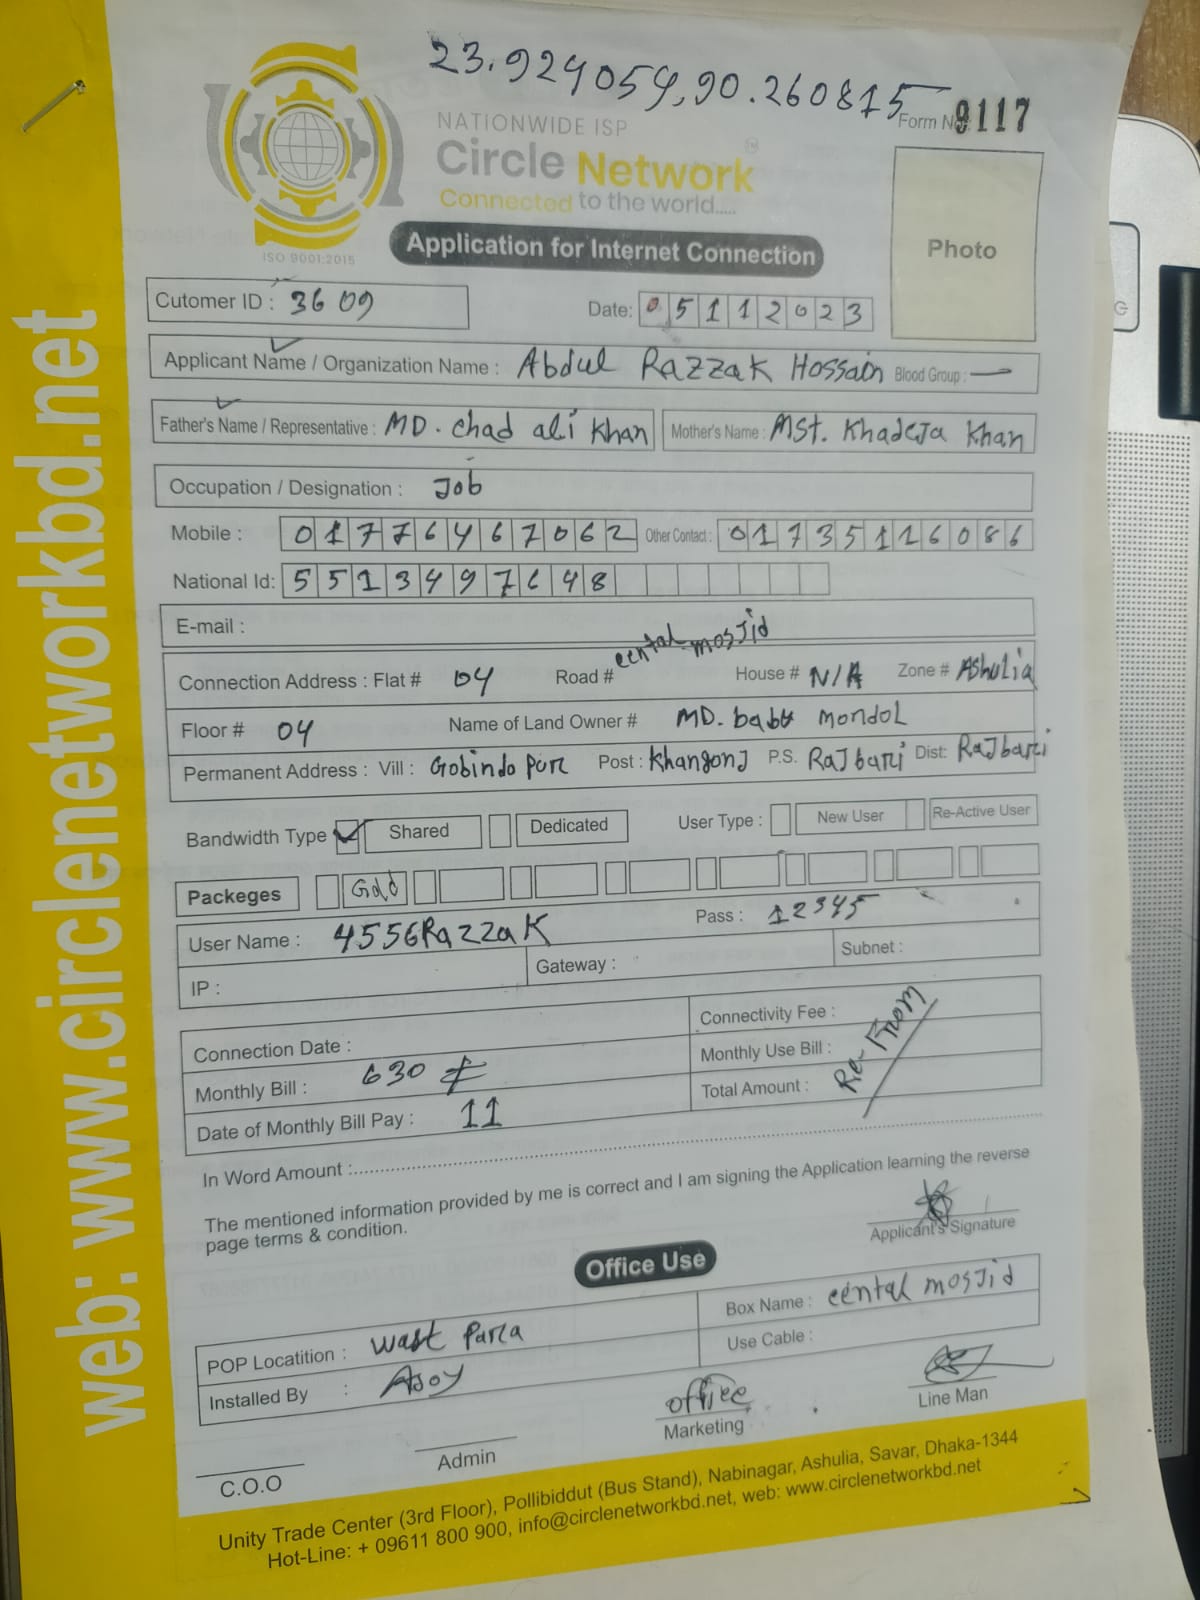 23.924059,90.260815
Form No: 9117
NATIONWIDE ISP
Circle Network
Connected to the world.....
ISO 9001:2015
Application for Internet Connection
Photo
Cutomer ID : 3609
Date: 05112023
Applicant Name / Organization Name : Abdul Razzak Hossain Blood Group : —
Father's Name / Representative : MD. Chad ali Khan Mother's Name : MSt. Khadeja Khan
Occupation / Designation : Job
Mobile : 01776467062 Other Contact : 01735116086
National Id: 5513497648
E-mail :
Connection Address : Flat # 04 Road # cental mosjid House # N/A Zone # Ashulia
Floor # 04 Name of Land Owner # MD. babu mondol
Permanent Address : Vill : Gobindo pur Post : Khangonj P.S. RaJbari Dist: RaJbari
Bandwidth Type Shared Dedicated User Type : New User Re-Active User
Packeges Gold
User Name : 4556Razzak Pass : 12345
IP : Gateway : Subnet :
Connection Date : Connectivity Fee :
Monthly Bill : 630 Monthly Use Bill :
Date of Monthly Bill Pay : 11 Total Amount : Re-From
In Word Amount :
The mentioned information provided by me is correct and I am signing the Application learning the reverse
page terms & condition.
Applicant's Signature
Office Use
POP Locatition : wast Para Box Name : cental mosjid
Installed By : Ajoy Use Cable :
C.O.O Admin office Marketing Line Man
Unity Trade Center (3rd Floor), Pollibiddut (Bus Stand), Nabinagar, Ashulia, Savar, Dhaka-1344
Hot-Line: + 09611 800 900, info@circlenetworkbd.net, web: www.circlenetworkbd.net
web: www.circlenetworkbd.net